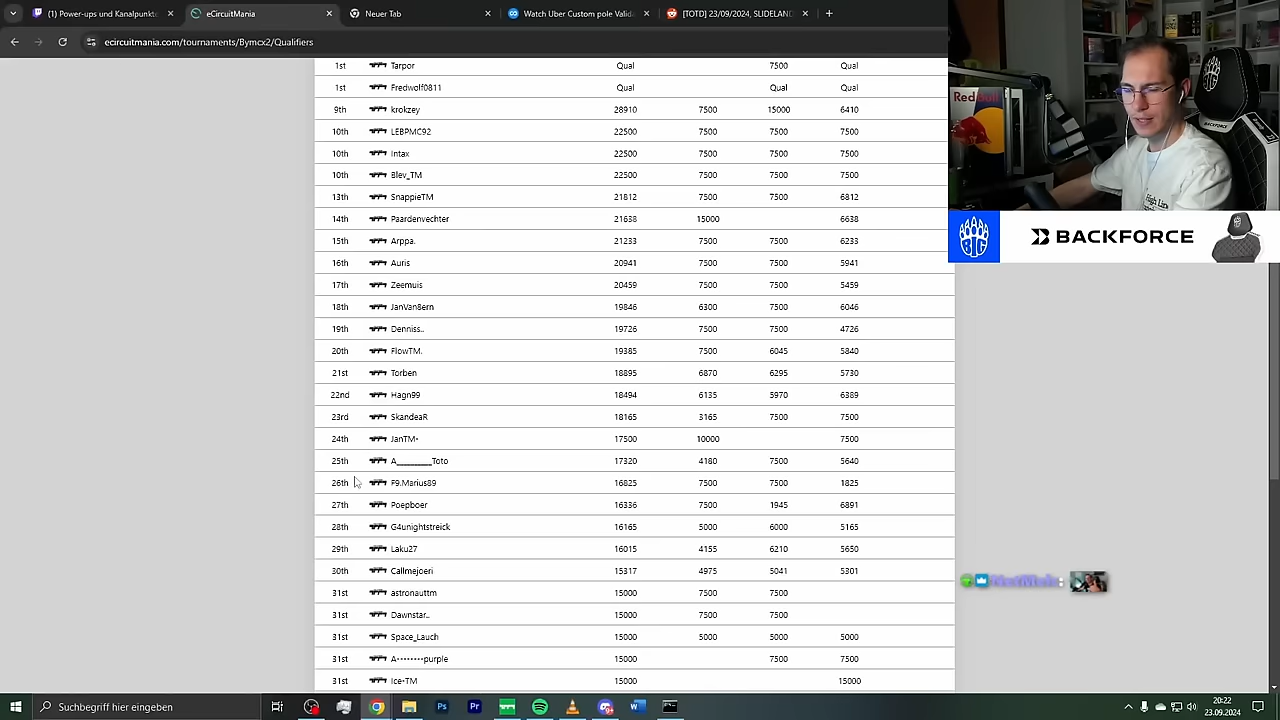 (1) Power-ups und Kanalpunkt
eCircuitMania
Neuer Tab
Watch Uber Custom pole Valida
[TOTD] 23/09/2024, SLIDELAND
ecircuitmania.com/tournaments/Bymcx2/Qualifiers
1st Tarpor Qual 7500 Qual
1st Fredwolf0811 Qual Qual Qual
9th krokzey 28910 7500 15000 6410
10th LEBPMC92 22500 7500 7500 7500
10th Intax 22500 7500 7500 7500
10th Blev_TM 22500 7500 7500 7500
13th SnappieTM 21812 7500 7500 6812
14th Paardenvechter 21638 15000 6638
15th Arppa. 21233 7500 7500 6233
16th Auris 20941 7500 7500 5941
17th Zeemuis 20459 7500 7500 5459
18th JanVan8ern 19846 6300 7500 6046
19th Denniss.. 19726 7500 7500 4726
20th FlowTM. 19385 7500 6045 5840
21st Torben 18895 6870 6295 5730
22nd Hagn99 18494 6135 5970 6389
23rd SkandeaR 18165 3165 7500 7500
24th JanTM• 17500 10000 7500
25th A_________Toto 17320 4180 7500 5640
26th F9.Marius89 16825 7500 7500 1825
27th Poepboer 16336 7500 1945 6891
28th G4unightstreick 16165 5000 6000 5165
29th Laku27 16015 4155 6210 5650
30th Callmejoeri 15317 4975 5041 5301
31st astronauttm 15000 7500 7500
31st Dawnstar.. 15000 7500 7500
31st Space_Lauch 15000 5000 5000 5000
31st A••••••••purple 15000 7500 7500
31st Ice•TM 15000 15000
Red Bull
BACKFORCE
High Line
BIG
BACKFORCE
Suchbegriff hier eingeben
20:22
23.09.2024